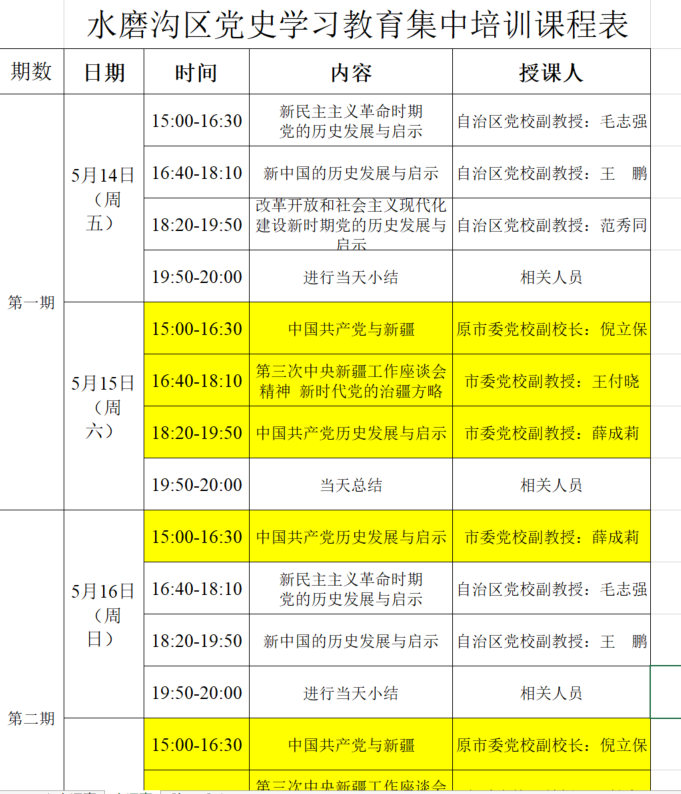 水磨沟区党史学习教育集中培训课程表
期数 日期 时间 内容 授课人
第一期
5月14日
（周
五）
15:00-16:30
新民主主义革命时期
党的历史发展与启示
自治区党校副教授：毛志强
16:40-18:10 新中国的历史发展与启示 自治区党校副教授：王　鹏
18:20-19:50
改革开放和社会主义现代化
建设新时期党的历史发展与
启示
自治区党校副教授：范秀同
19:50-20:00 进行当天小结 相关人员
5月15日
（周
六）
15:00-16:30 中国共产党与新疆 原市委党校副校长：倪立保
16:40-18:10
第三次中央新疆工作座谈会
精神 新时代党的治疆方略
市委党校副教授：王付晓
18:20-19:50 中国共产党历史发展与启示 市委党校副教授：薛成莉
19:50-20:00 当天总结 相关人员
第二期
5月16日
（周
日）
15:00-16:30 中国共产党历史发展与启示 市委党校副教授：薛成莉
16:40-18:10
新民主主义革命时期
党的历史发展与启示
自治区党校副教授：毛志强
18:20-19:50 新中国的历史发展与启示 自治区党校副教授：王　鹏
19:50-20:00 进行当天小结 相关人员
15:00-16:30 中国共产党与新疆 原市委党校副校长：倪立保
第三次中央新疆工作座谈会